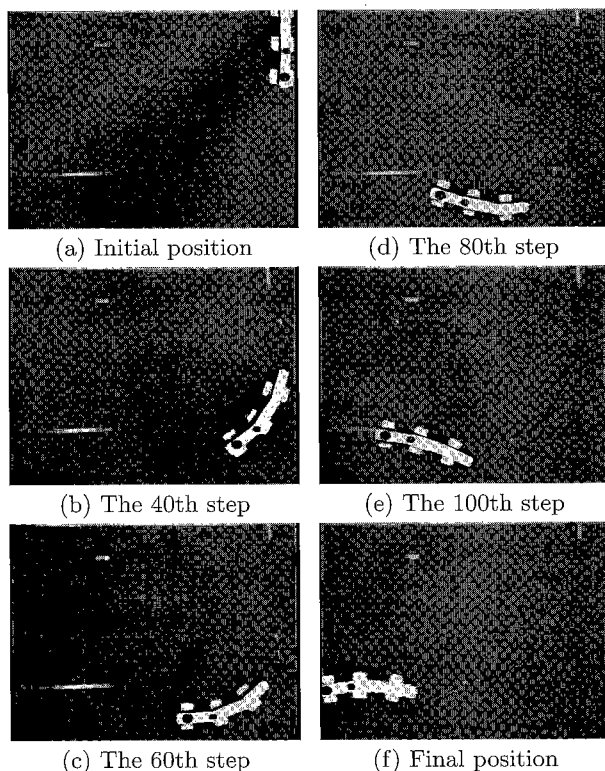 (a) Initial position
(d) The 80th step
(b) The 40th step
(e) The 100th step
(c) The 60th step
(f) Final position